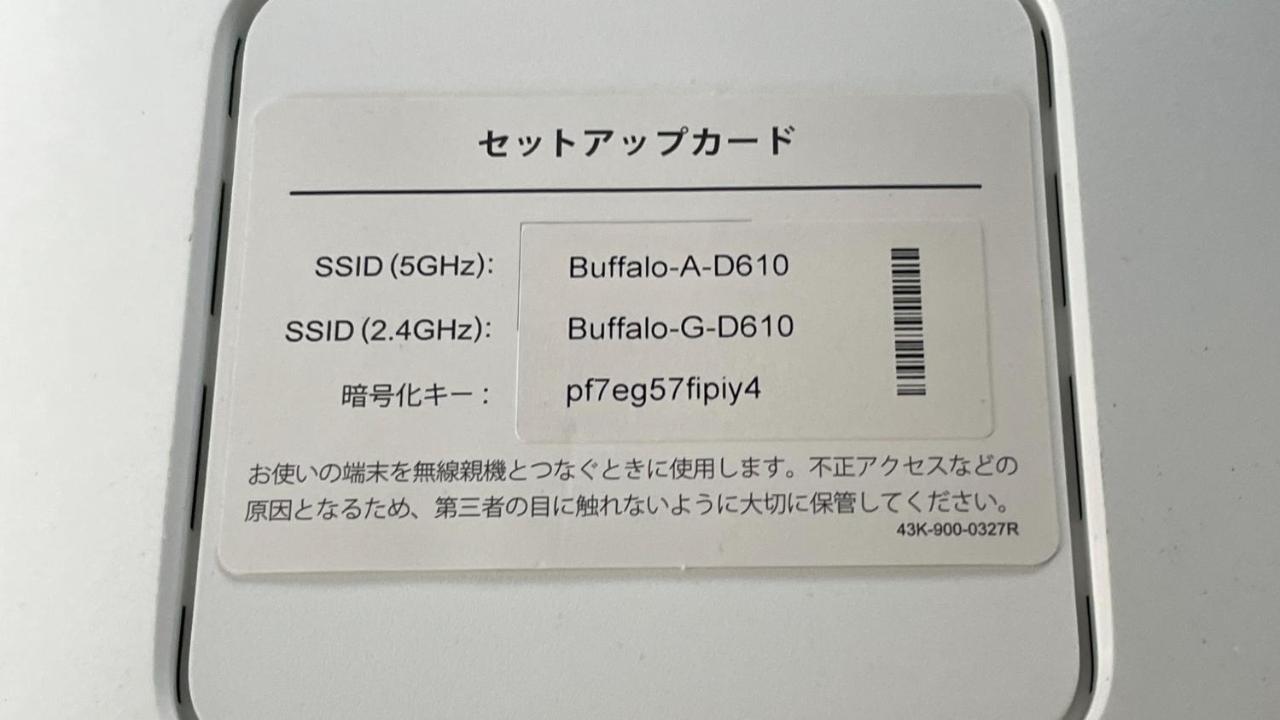 セットアップカード
SSID (5GHz): Buffalo-A-D610
SSID (2.4GHz): Buffalo-G-D610
暗号化キー： pf7eg57fipiy4
お使いの端末を無線親機とつなぐときに使用します。不正アクセスなどの
原因となるため、第三者の目に触れないように大切に保管してください。
43K-900-0327R